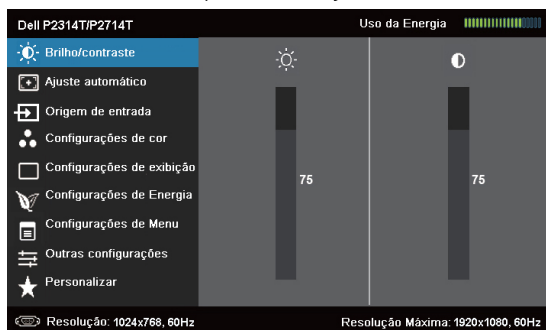 Dell P2314T/P2714T
Uso da Energia
Brilho/contraste
Ajuste automático
Origem de entrada
Configurações de cor
Configurações de exibição
Configurações de Energia
Configurações de Menu
Outras configurações
Personalizar
75
75
Resolução: 1024x768, 60Hz
Resolução Máxima: 1920x1080, 60Hz